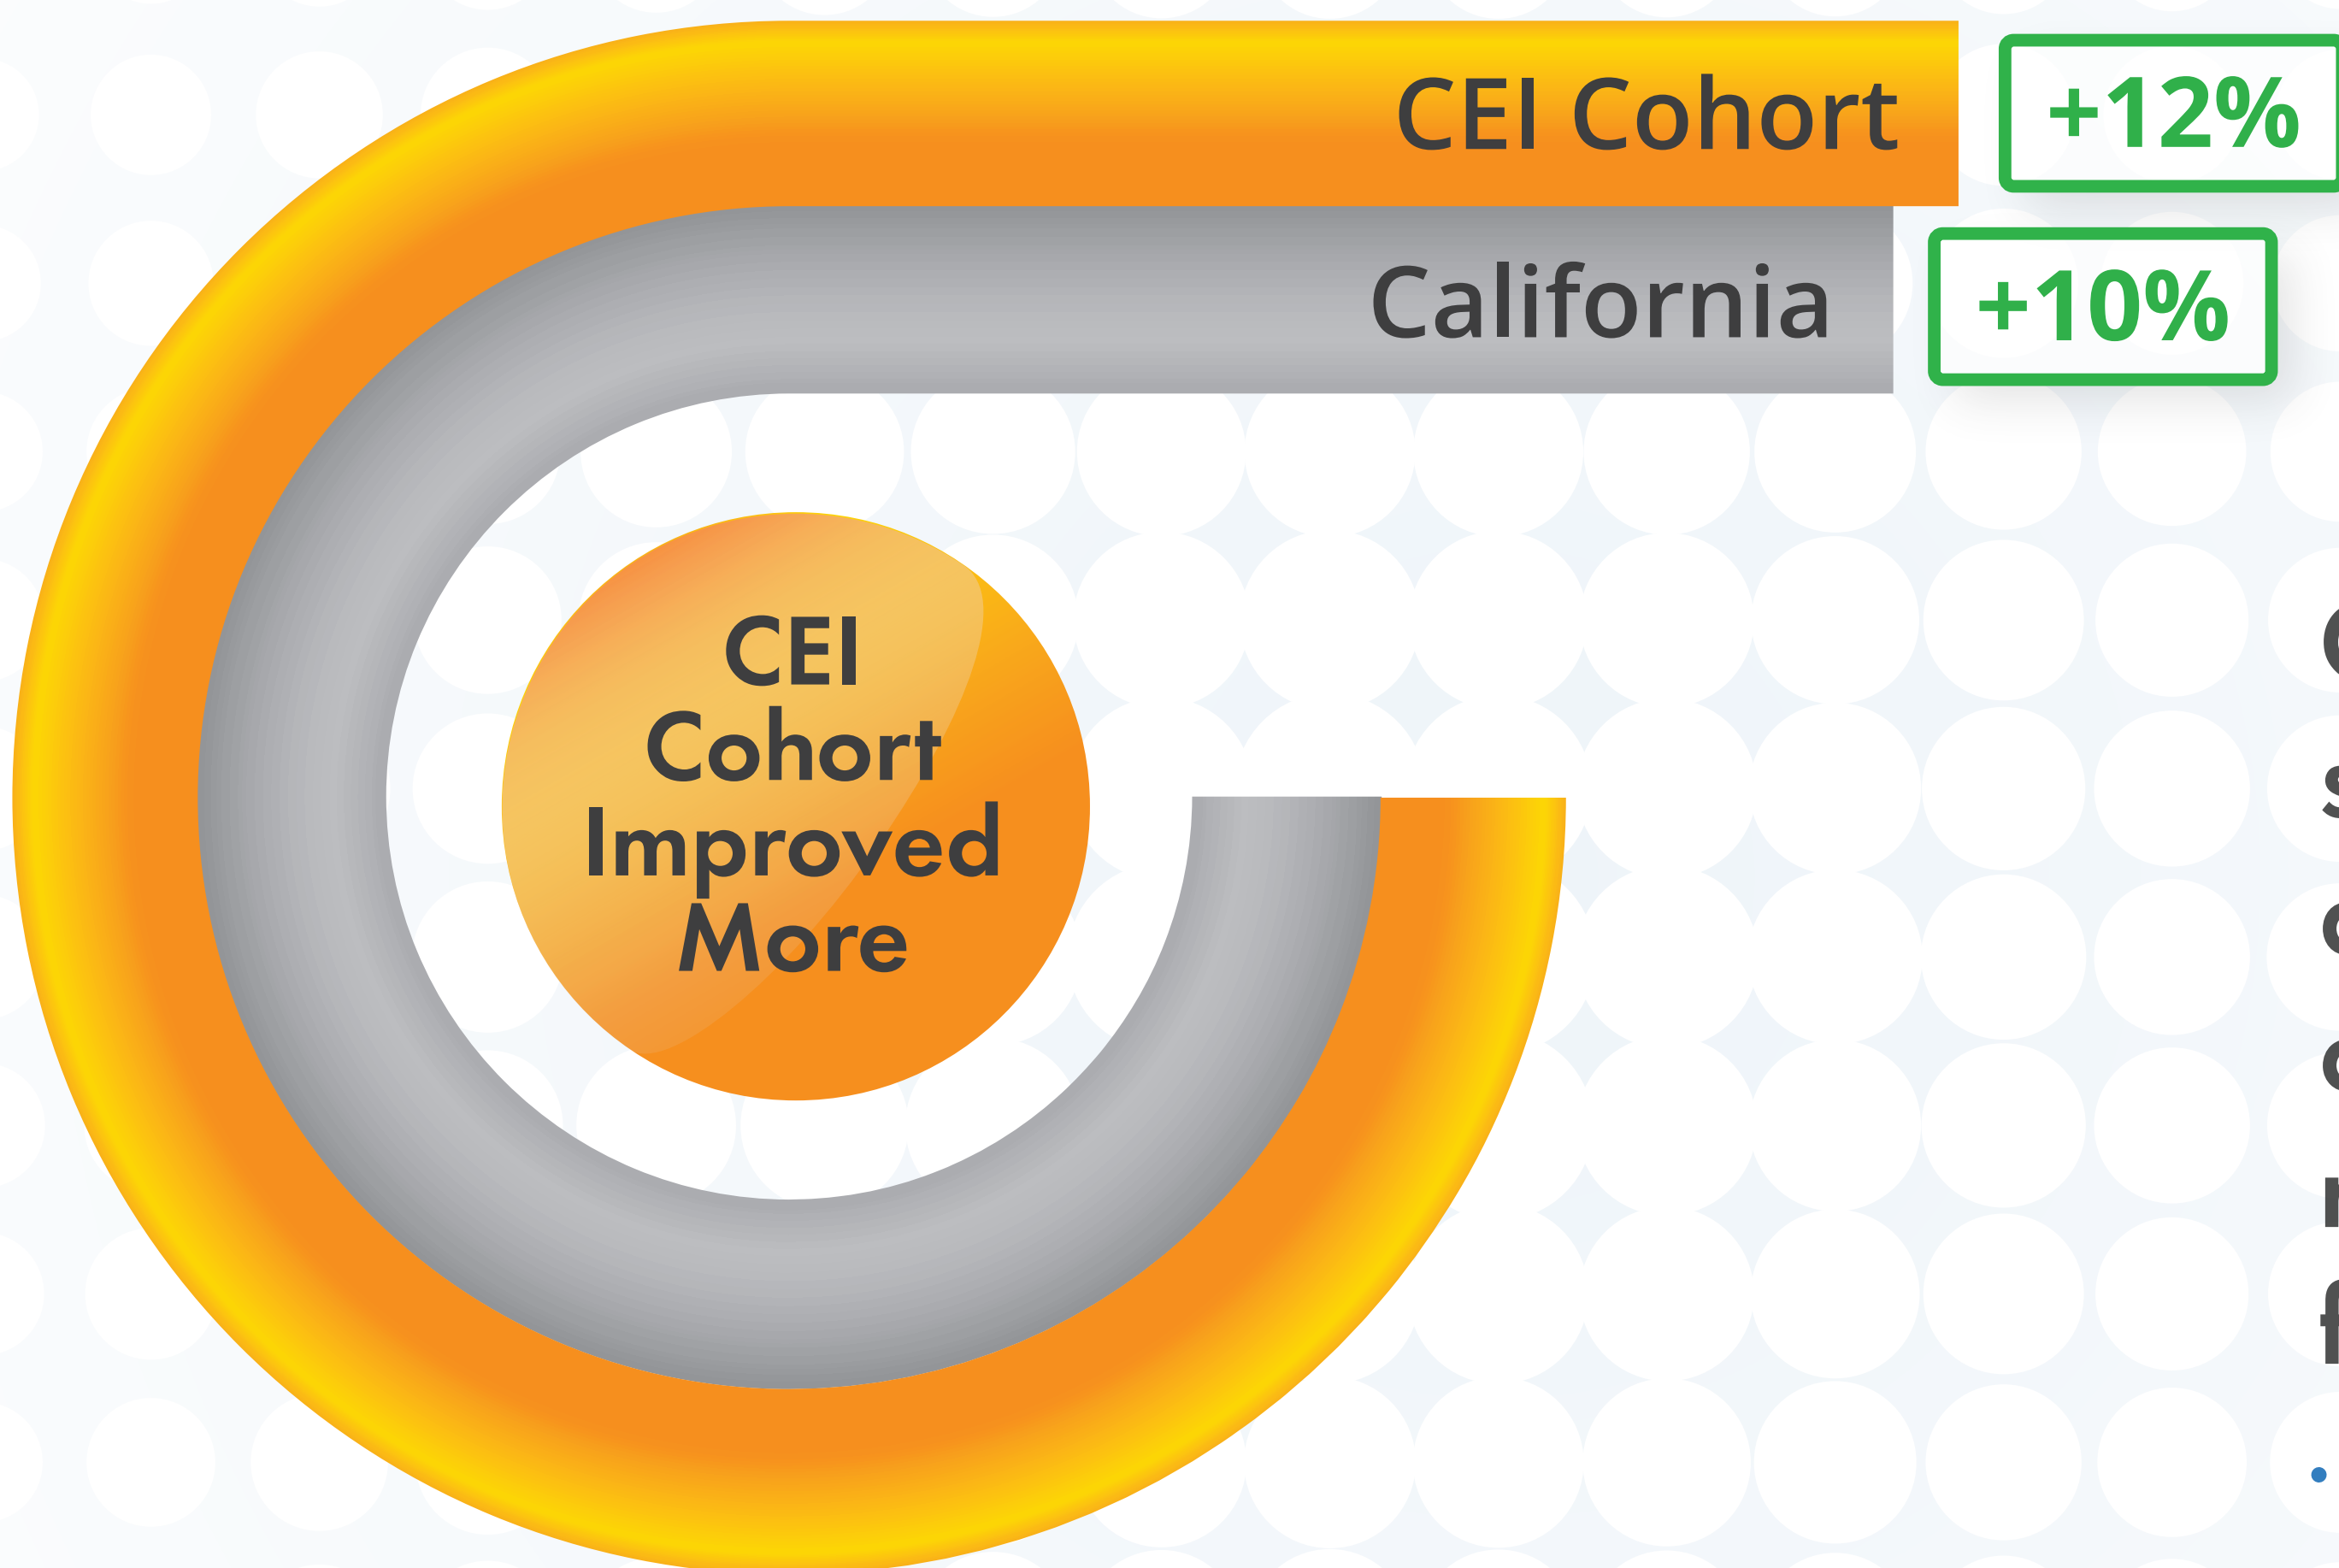 CEI Cohort
+12%
California
+10%
CEI
Cohort
Improved
More